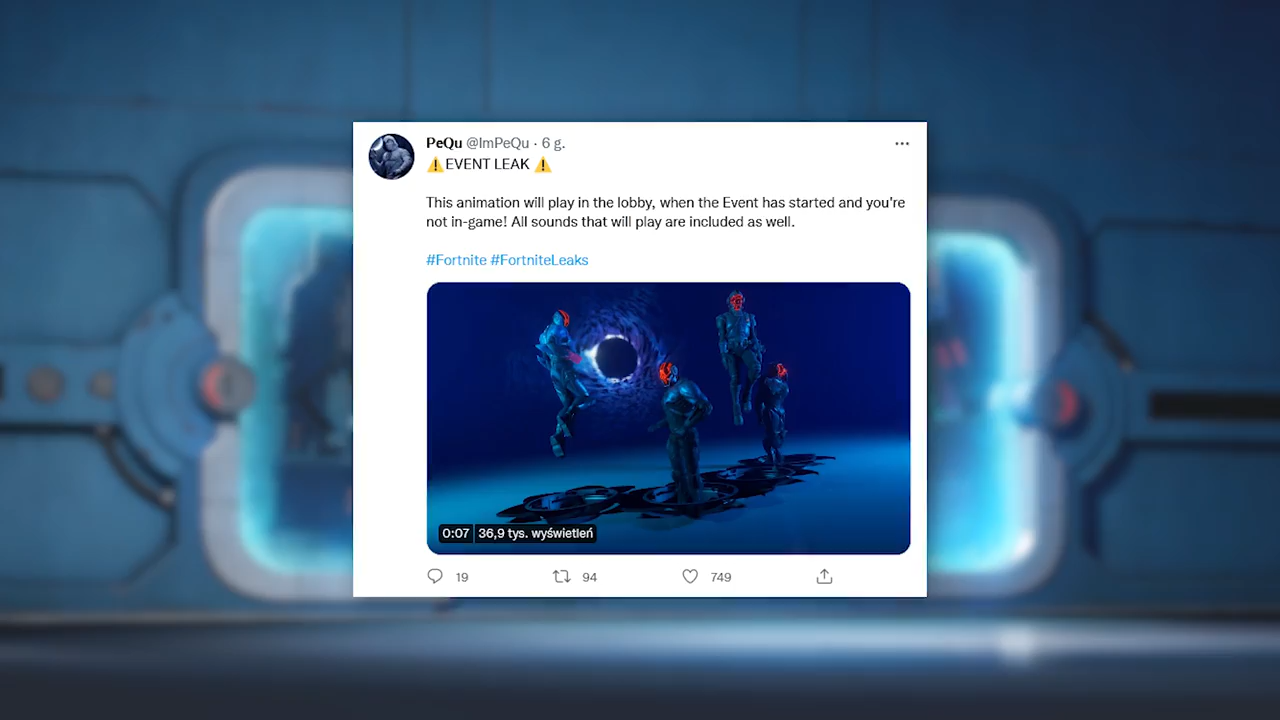 PeQu @ImPeQu · 6 g.
⚠️EVENT LEAK ⚠️
This animation will play in the lobby, when the Event has started and you're
not in-game! All sounds that will play are included as well.
#Fortnite #FortniteLeaks
0:07 36,9 tys. wyświetleń
19 94 749